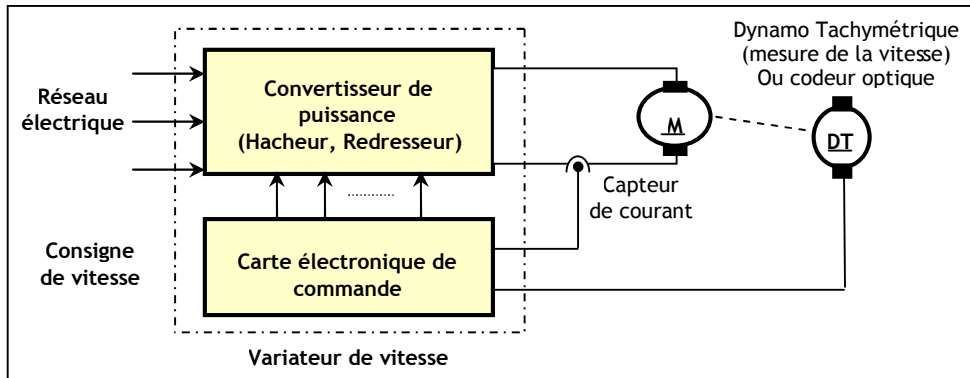 Dynamo Tachymétrique
(mesure de la vitesse)
Ou codeur optique
Réseau
électrique
Convertisseur de
puissance
(Hacheur, Redresseur)
M
DT
Capteur
de courant
Consigne
de vitesse
Carte électronique de
commande
Variateur de vitesse